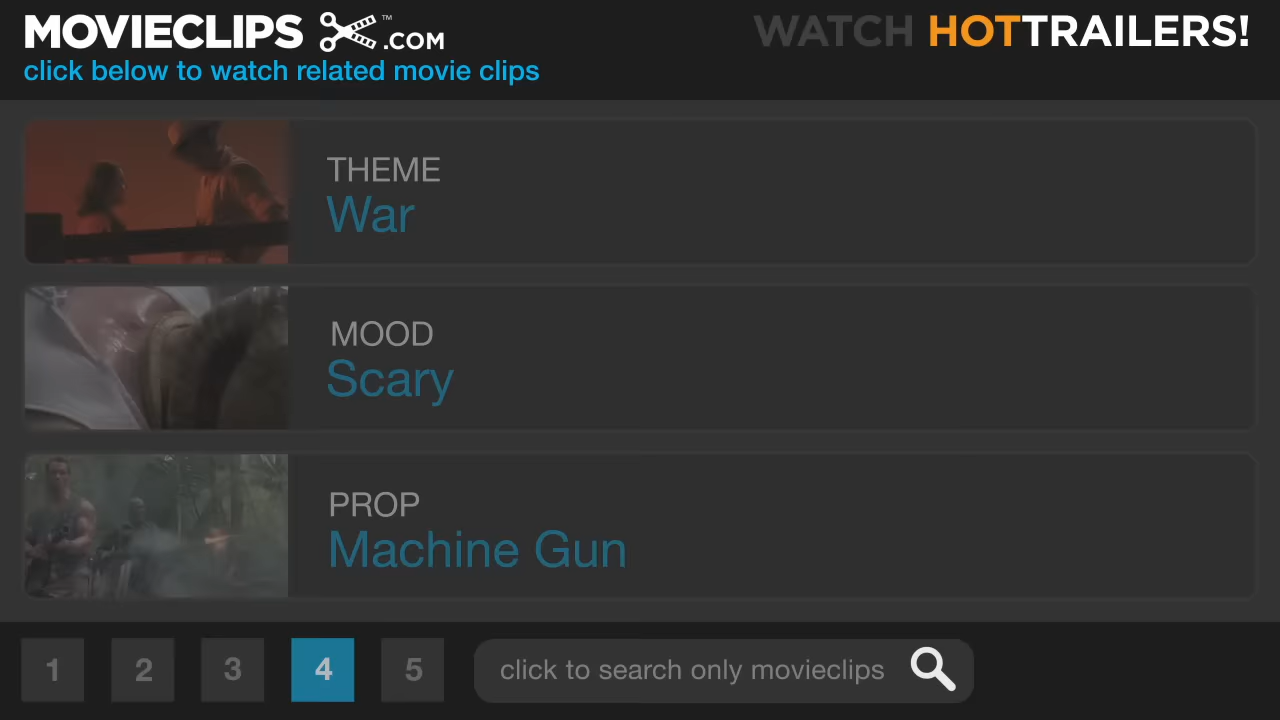 MOVIECLIPS ™ .COM
WATCH HOTTRAILERS!
click below to watch related movie clips
THEME
War
MOOD
Scary
PROP
Machine Gun
1 2 3 4 5
click to search only movieclips